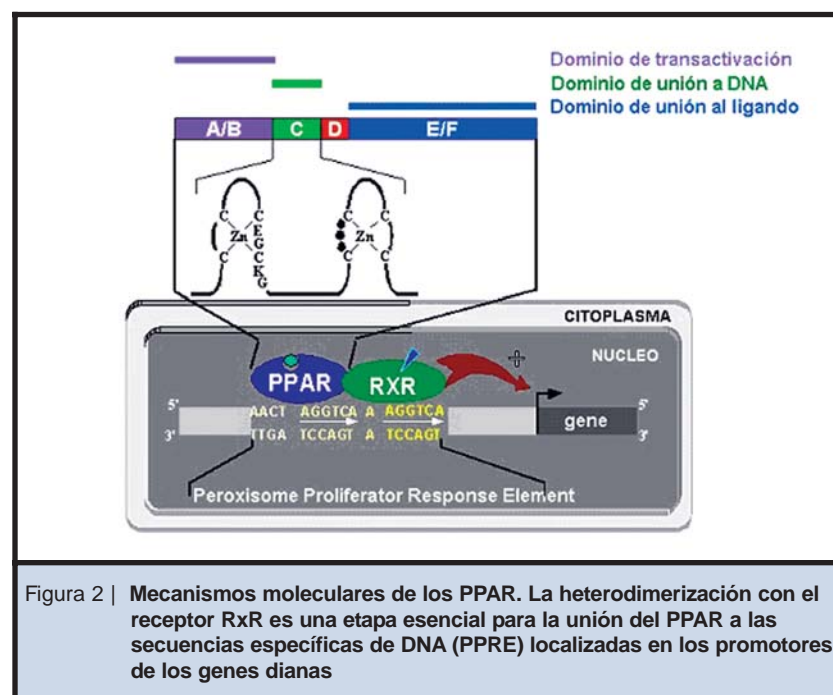 Dominio de transactivación
Dominio de unión a DNA
Dominio de unión al ligando
A/B C D E/F
C C E G C K G C C Zn
C C C C Zn
CITOPLASMA
NUCLEO
PPAR RXR
5' AACT AGGTCA A AGGTCA gene 5'
3' TTGA TCCAGT A TCCAGT 3'
Peroxisome Proliferator Response Element
Figura 2 | Mecanismos moleculares de los PPAR. La heterodimerización con el
receptor RxR es una etapa esencial para la unión del PPAR a las
secuencias específicas de DNA (PPRE) localizadas en los promotores
de los genes dianas